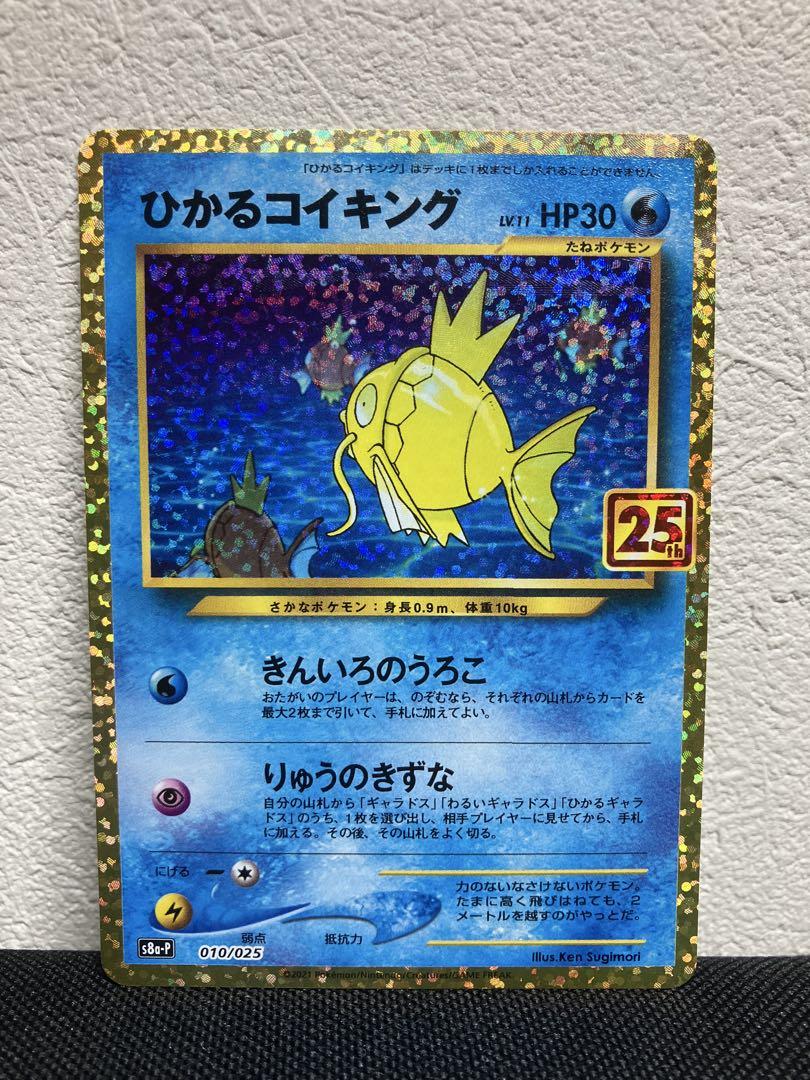 「ひかるコイキング」はデッキに1枚までしか入れることができません。
ひかるコイキング LV.11 HP30
たねポケモン
25th
さかなポケモン：身長0.9m、体重10kg
きんいろのうろこ
おたがいのプレイヤーは、のぞむなら、それぞれの山札からカードを
最大2枚まで引いて、手札に加えてよい。
りゅうのきずな
自分の山札から「ギャラドス」「わるいギャラドス」「ひかるギャラ
ドス」のうち、1枚を選び出し、相手プレイヤーに見せてから、手札
に加える。その後、その山札をよく切る。
にげる
力のないなさけないポケモン。
たまに高く飛びはねても、2
メートルを越すのがやっとだ。
弱点 抵抗力
s8a-P 010/025
Illus.Ken Sugimori
©2021 Pokémon/Nintendo/Creatures/GAME FREAK.